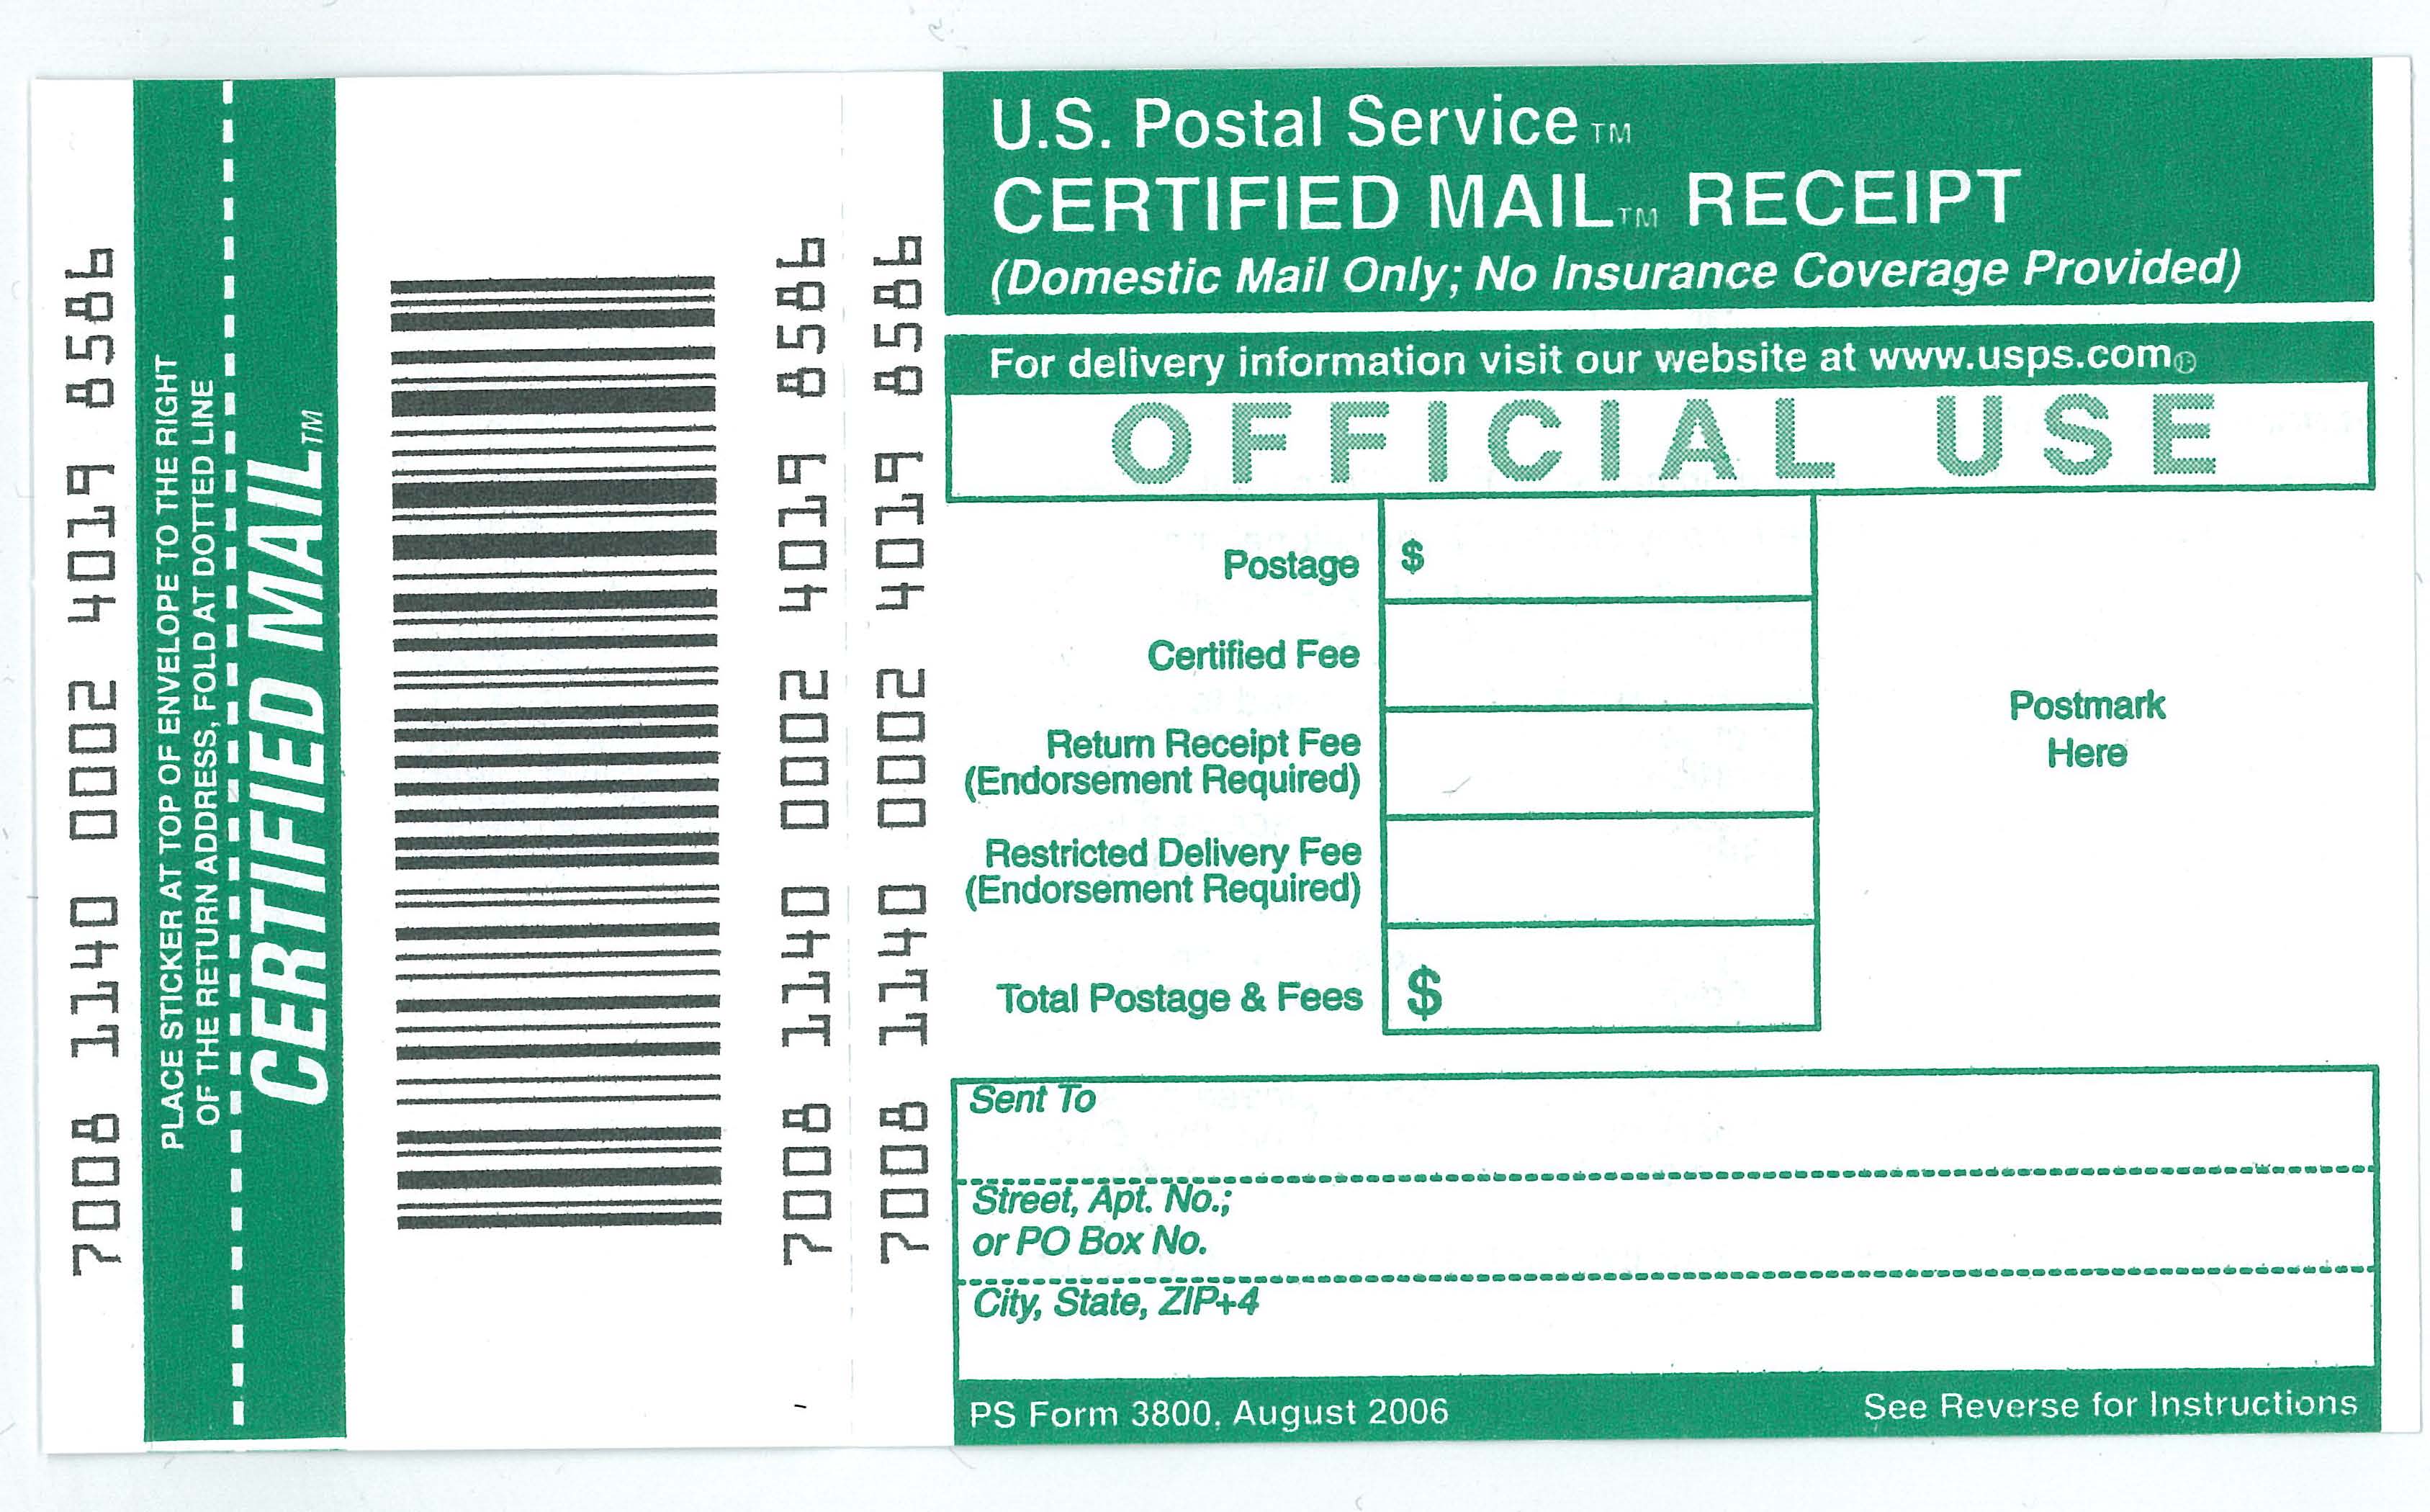 7008 1140 0002 4019 8586
PLACE STICKER AT TOP OF ENVELOPE TO THE RIGHT
OF THE RETURN ADDRESS, FOLD AT DOTTED LINE
CERTIFIED MAIL™
7008 1140 0002 4019 8586
7008 1140 0002 4019 8586
U.S. Postal Service™
CERTIFIED MAIL™ RECEIPT
(Domestic Mail Only; No Insurance Coverage Provided)
For delivery information visit our website at www.usps.com®
OFFICIAL USE
Postage $
Certified Fee
Return Receipt Fee
(Endorsement Required)
Restricted Delivery Fee
(Endorsement Required)
Total Postage & Fees $
Postmark
Here
Sent To
Street, Apt. No.;
or PO Box No.
City, State, ZIP+4
PS Form 3800, August 2006 See Reverse for Instructions